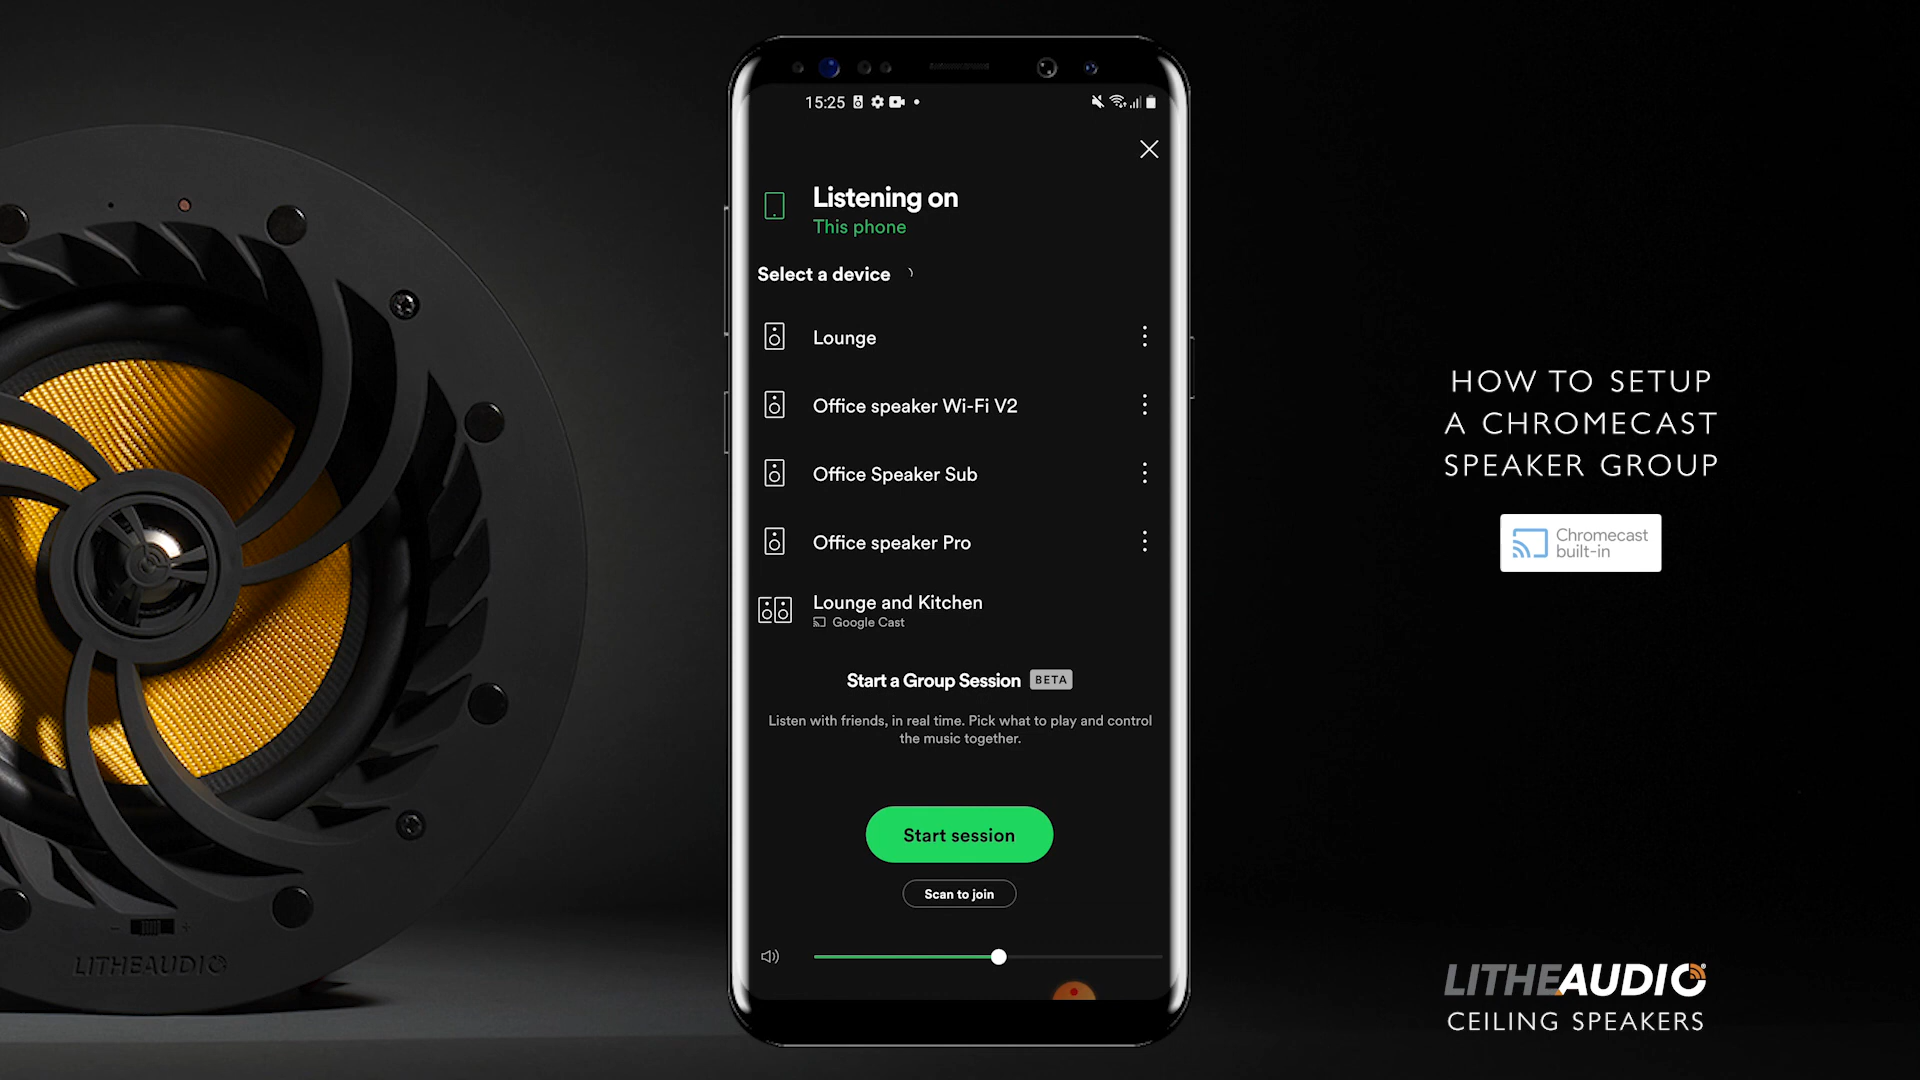 15:25
Listening on
This phone
Select a device
Lounge
Office speaker Wi-Fi V2
Office Speaker Sub
Office speaker Pro
Lounge and Kitchen
Google Cast
Start a Group Session BETA
Listen with friends, in real time. Pick what to play and control
the music together.
Start session
Scan to join
HOW TO SETUP
A CHROMECAST
SPEAKER GROUP
Chromecast
built-in
LITHEAUDIO
LITHEAUDIO
CEILING SPEAKERS